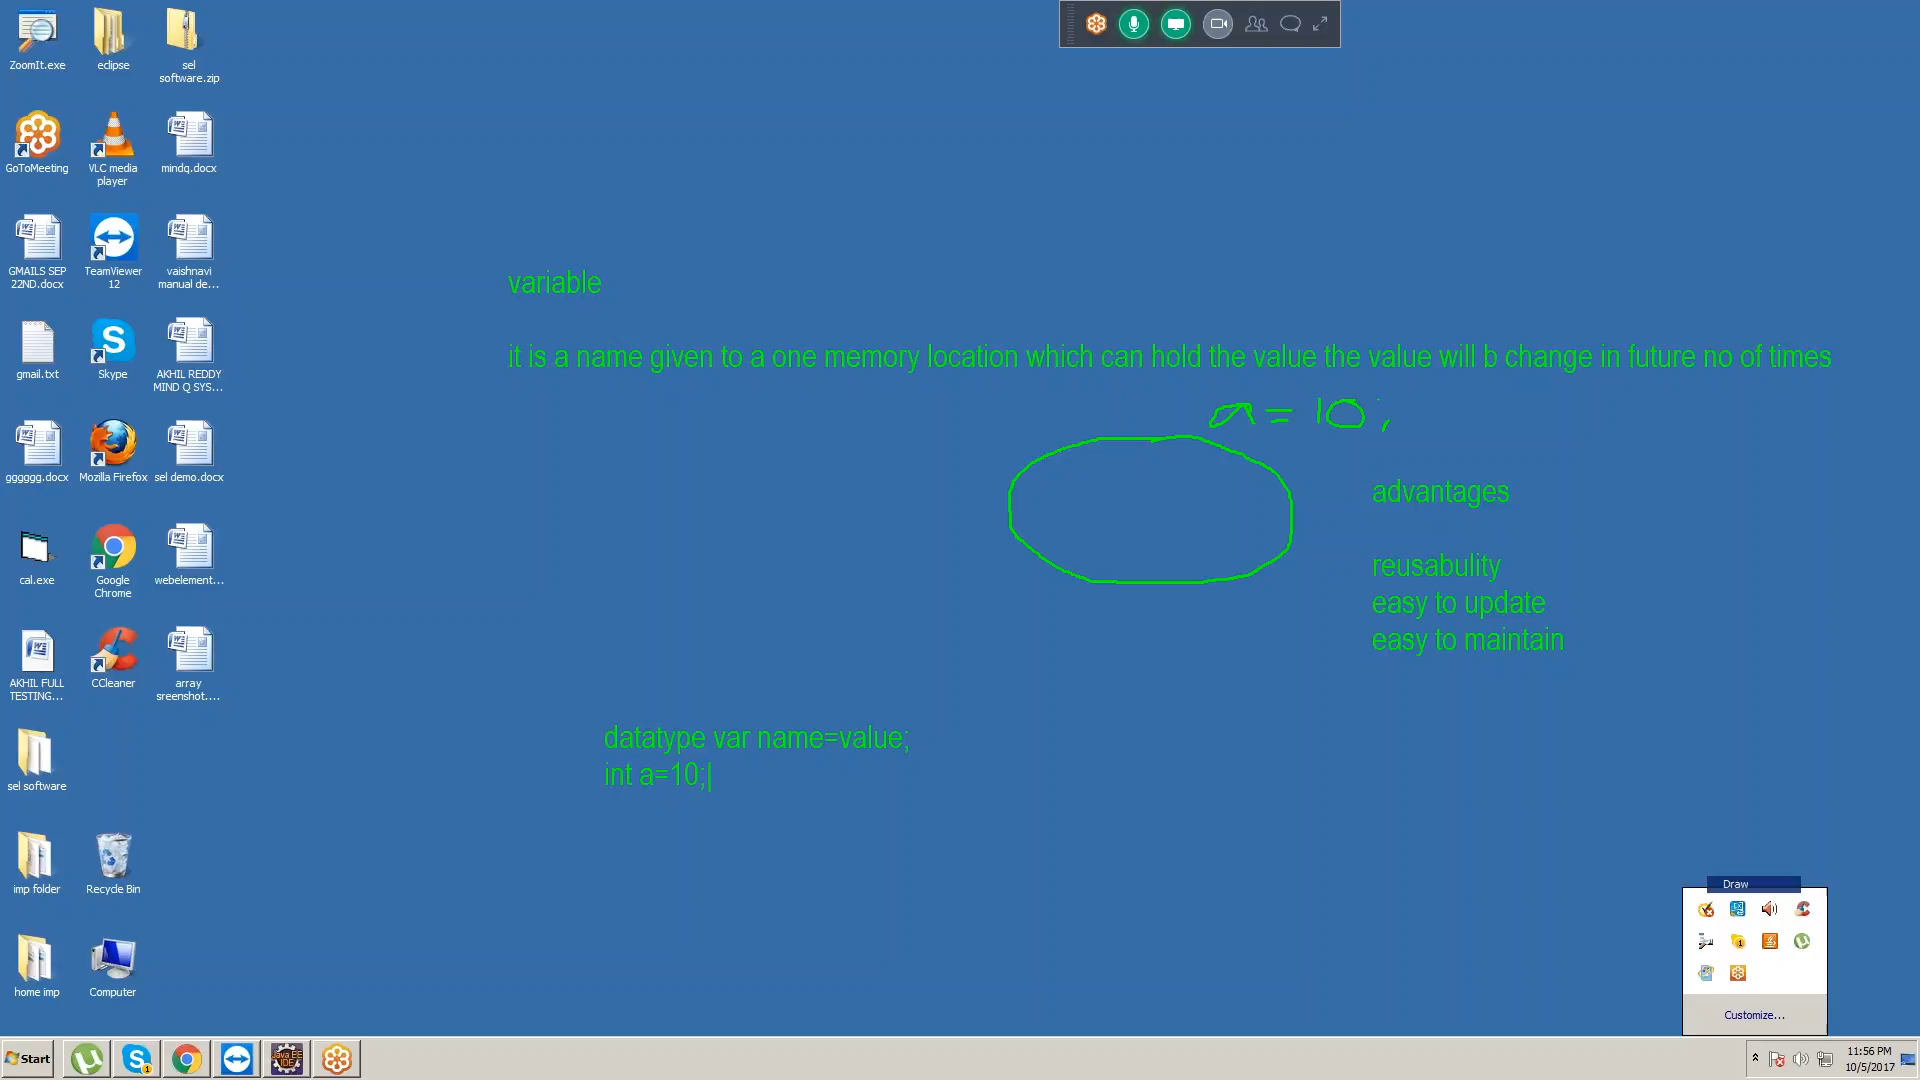 ZoomIt.exe
eclipse
sel
software.zip
GoToMeeting
VLC media
player
mindq.docx
GMAILS SEP
22ND.docx
TeamViewer
12
vaishnavi
manual de...
gmail.txt
Skype
AKHIL REDDY
MIND Q SYS...
gggggg.docx
Mozilla Firefox
sel demo.docx
cal.exe
Google
Chrome
webelement...
AKHIL FULL
TESTING...
CCleaner
array
sreenshot....
sel software
imp folder
Recycle Bin
home imp
Computer
variable
it is a name given to a one memory location which can hold the value the value will b change in future no of times
a = 10 ;
advantages
reusabulity
easy to update
easy to maintain
datatype var name=value;
int a=10;
Draw
Customize...
Start
Java EE
IDE
11:56 PM
10/5/2017